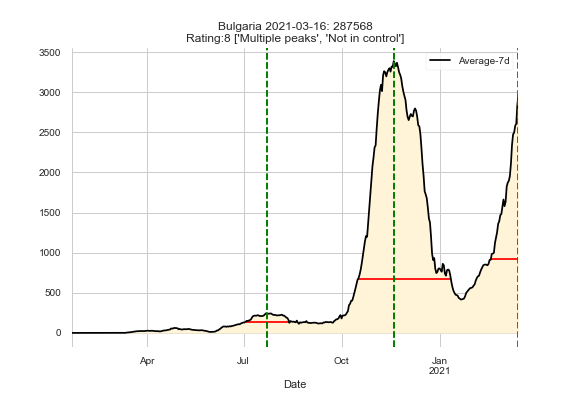 Bulgaria 2021-03-16: 287568
Rating:8 ['Multiple peaks', 'Not in control']
Average-7d
3500
3000
2500
2000
1500
1000
500
0
Apr
Jul
Oct
Jan
2021
Date